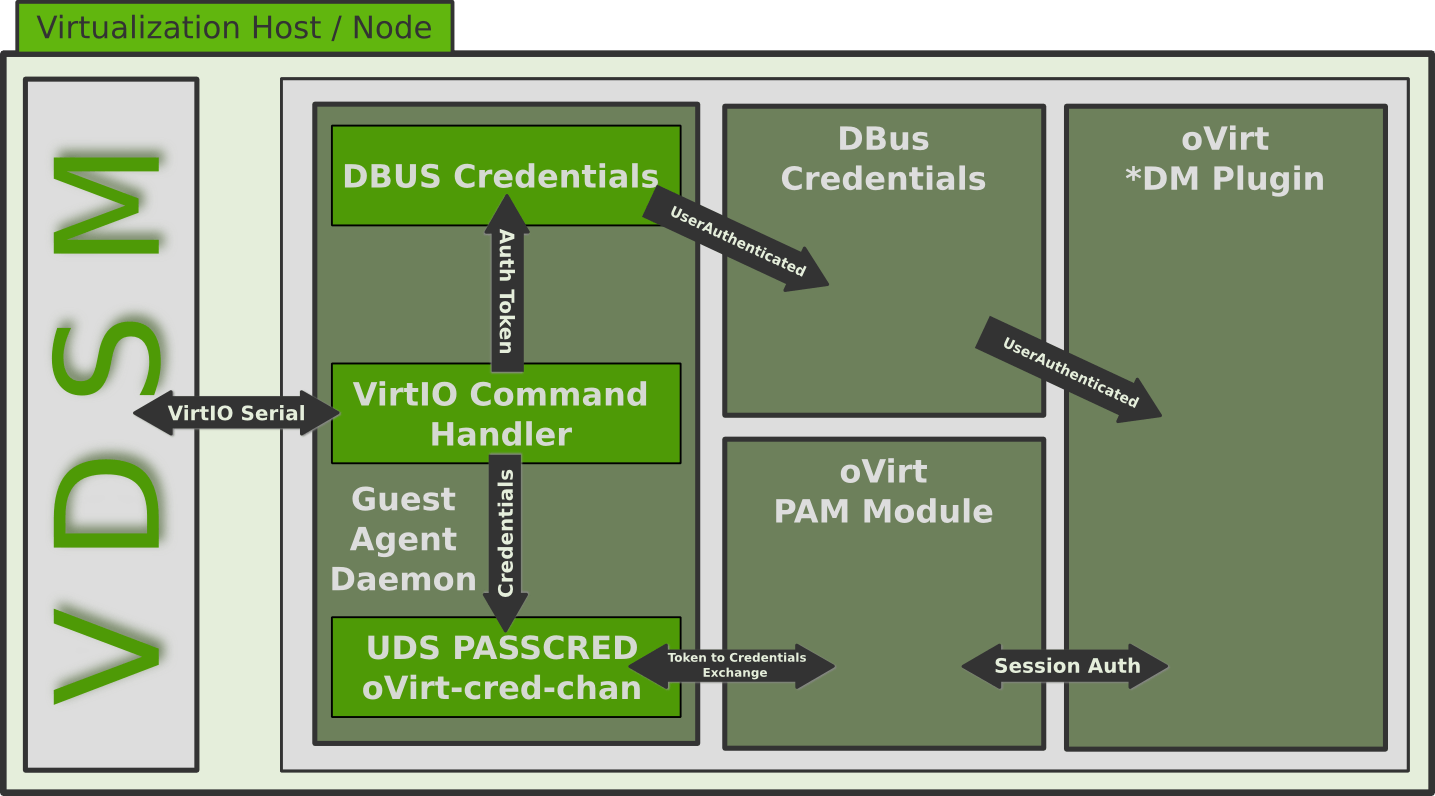 Virtualization Host / Node
VDSM
VirtIO Serial
DBUS Credentials
Auth Token
VirtIO Command
Handler
Guest
Agent
Daemon
Credentials
UDS PASSCRED
oVirt-cred-chan
UserAuthenticated
DBus
Credentials
UserAuthenticated
oVirt
*DM Plugin
oVirt
PAM Module
Token to Credentials
Exchange
Session Auth